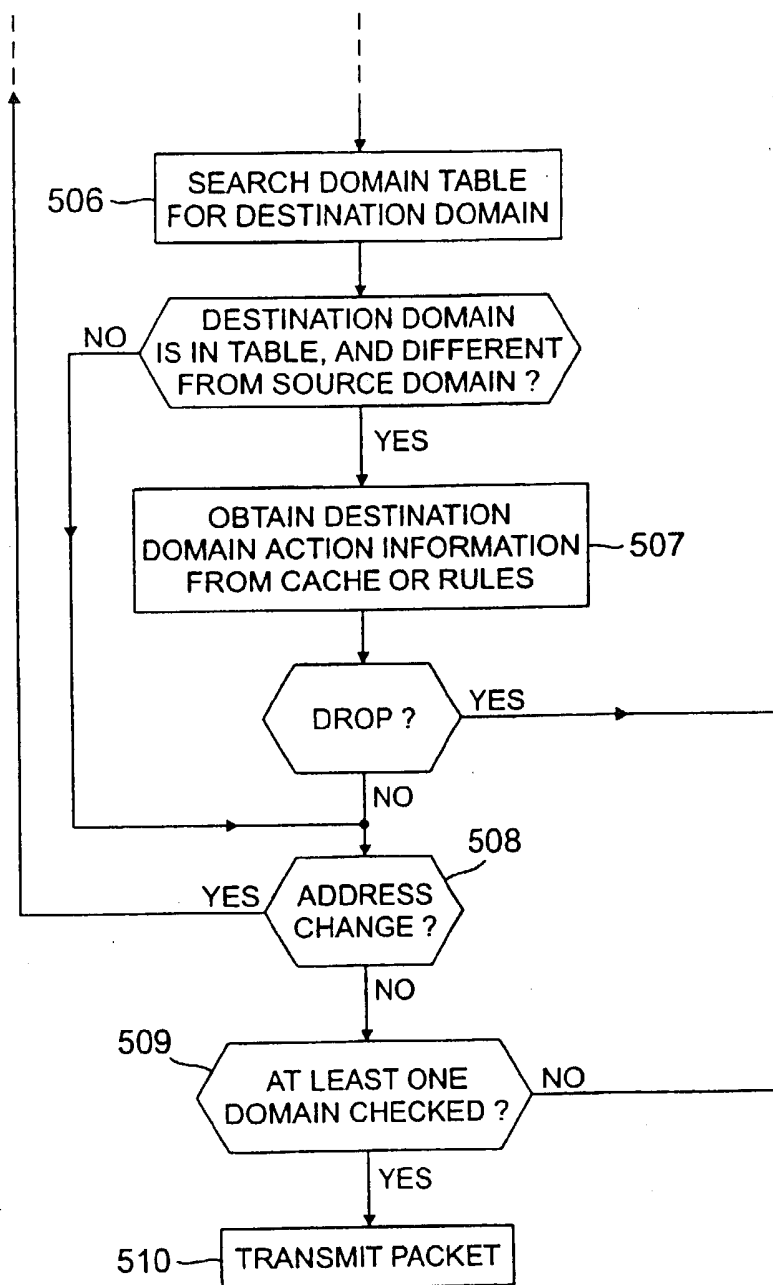 506
SEARCH DOMAIN TABLE
FOR DESTINATION DOMAIN
NO
DESTINATION DOMAIN
IS IN TABLE, AND DIFFERENT
FROM SOURCE DOMAIN ?
YES
OBTAIN DESTINATION
DOMAIN ACTION INFORMATION
FROM CACHE OR RULES
507
DROP ?
YES
NO
508
YES
ADDRESS
CHANGE ?
NO
509
AT LEAST ONE
DOMAIN CHECKED ?
NO
YES
510
TRANSMIT PACKET